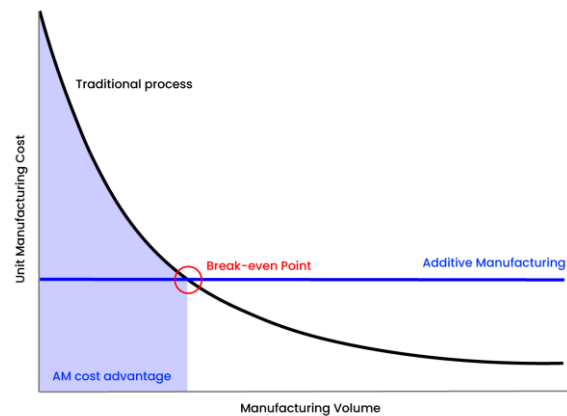 Traditional process
Unit Manufacturing Cost
Break-even Point
Additive Manufacturing
AM cost advantage
Manufacturing Volume